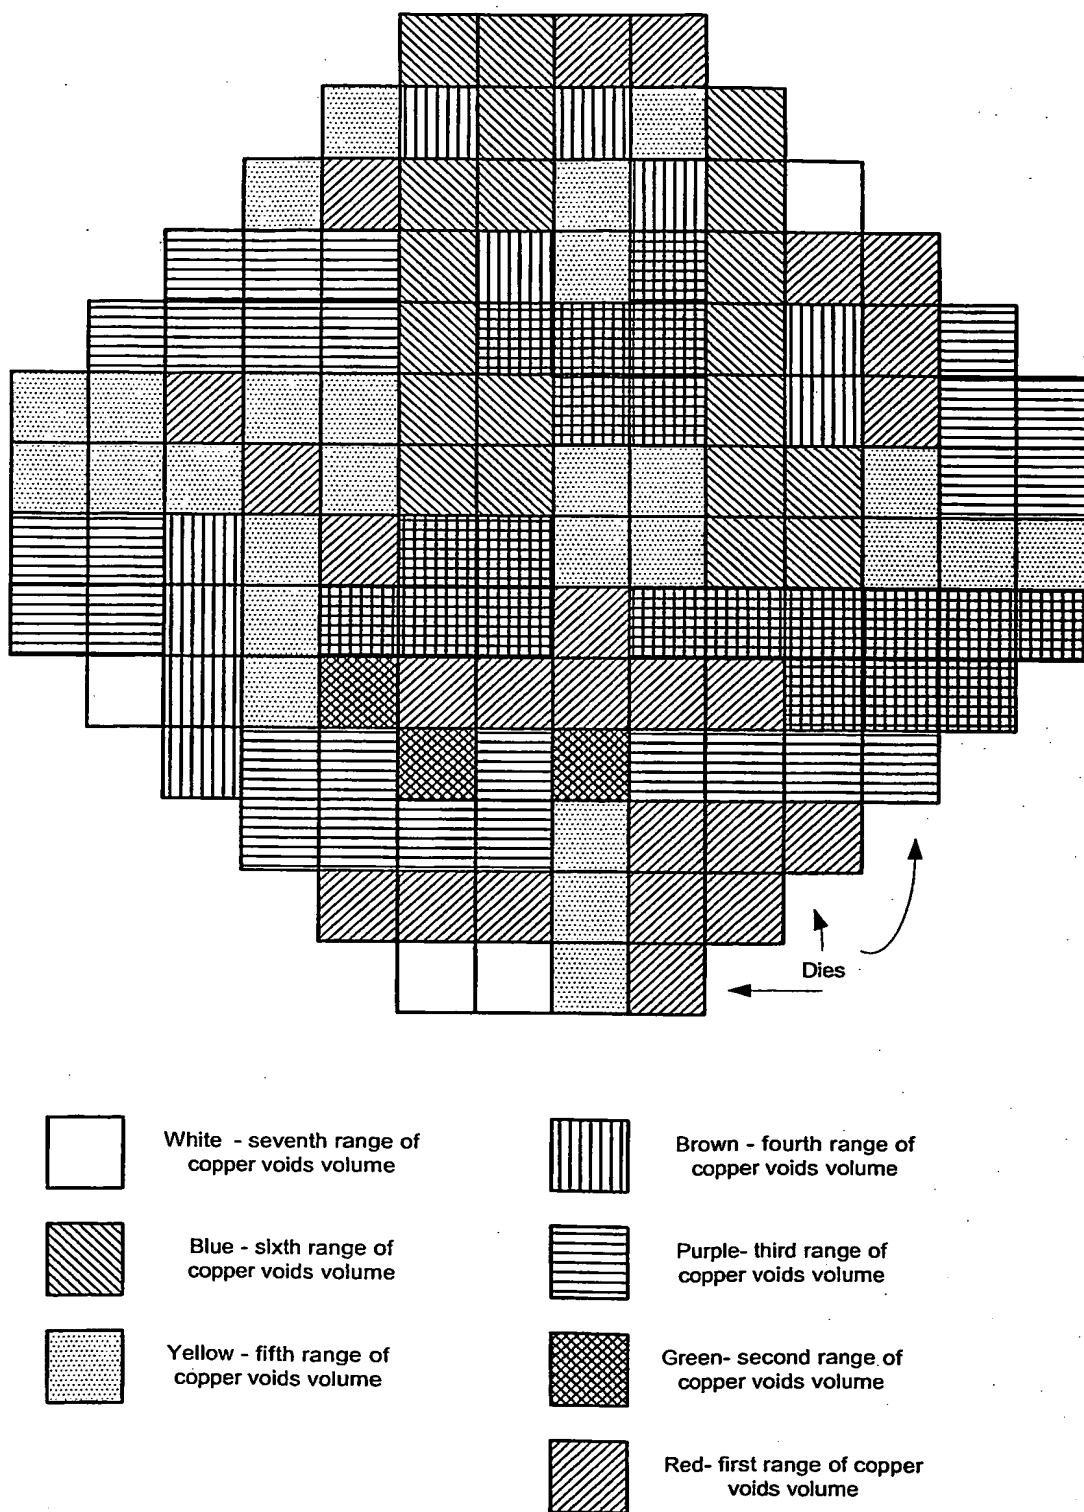 Dies
White - seventh range of
copper voids volume
Blue - sixth range of
copper voids volume
Yellow - fifth range of
copper voids volume
Brown - fourth range of
copper voids volume
Purple- third range of
copper voids volume
Green- second range of
copper voids volume
Red- first range of copper
voids volume